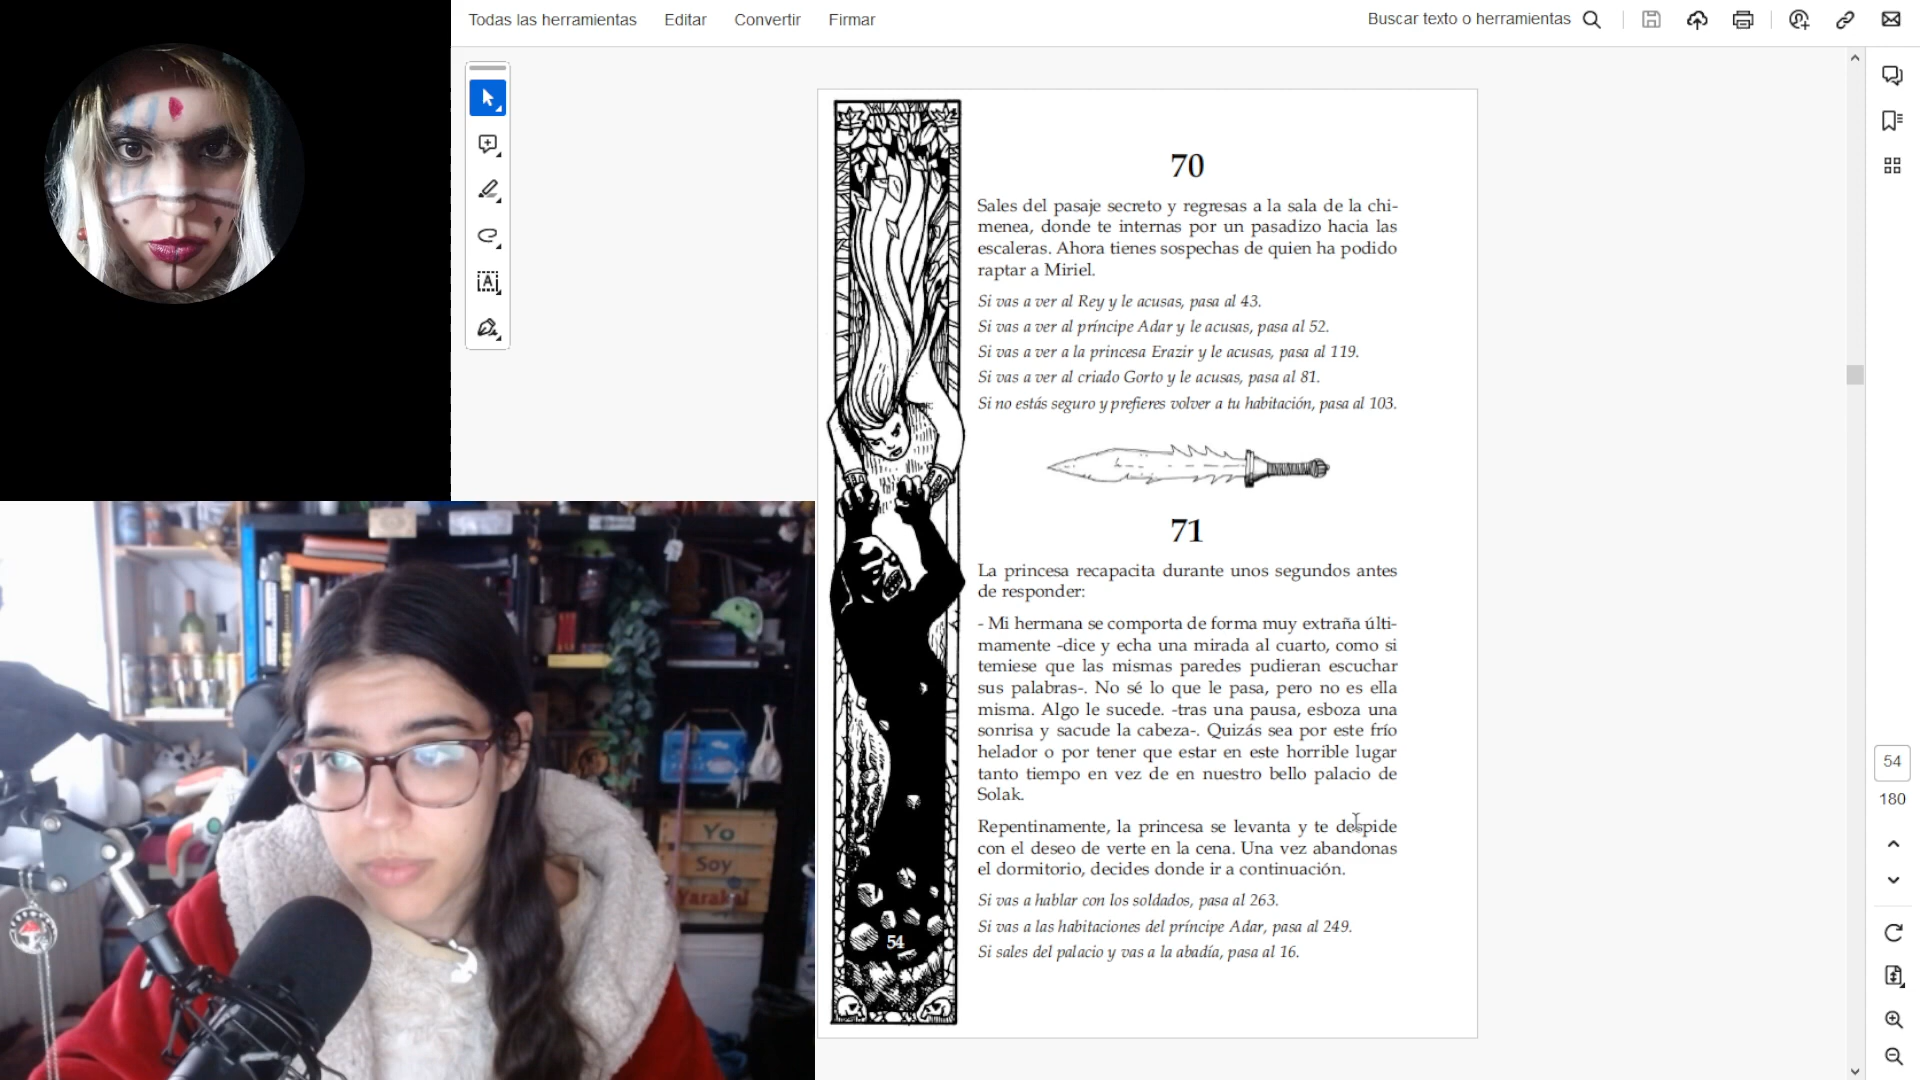 Todas las herramientas Editar Convertir Firmar Buscar texto o herramientas
70
Sales del pasaje secreto y regresas a la sala de la chi-
menea, donde te internas por un pasadizo hacia las
escaleras. Ahora tienes sospechas de quien ha podido
raptar a Miriel.
Si vas a ver al Rey y le acusas, pasa al 43.
Si vas a ver al príncipe Adar y le acusas, pasa al 52.
Si vas a ver a la princesa Erazir y le acusas, pasa al 119.
Si vas a ver al criado Gorto y le acusas, pasa al 81.
Si no estás seguro y prefieres volver a tu habitación, pasa al 103.
71
La princesa recapacita durante unos segundos antes
de responder:
- Mi hermana se comporta de forma muy extraña últi-
mamente -dice y echa una mirada al cuarto, como si
temiese que las mismas paredes pudieran escuchar
sus palabras-. No sé lo que le pasa, pero no es ella
misma. Algo le sucede. -tras una pausa, esboza una
sonrisa y sacude la cabeza-. Quizás sea por este frío
helador o por tener que estar en este horrible lugar
tanto tiempo en vez de en nuestro bello palacio de
Solak.
Repentinamente, la princesa se levanta y te despide
con el deseo de verte en la cena. Una vez abandonas
el dormitorio, decides donde ir a continuación.
Si vas a hablar con los soldados, pasa al 263.
Si vas a las habitaciones del príncipe Adar, pasa al 249.
Si sales del palacio y vas a la abadía, pasa al 16.
54
54
180
Yo
Soy
Yarakal